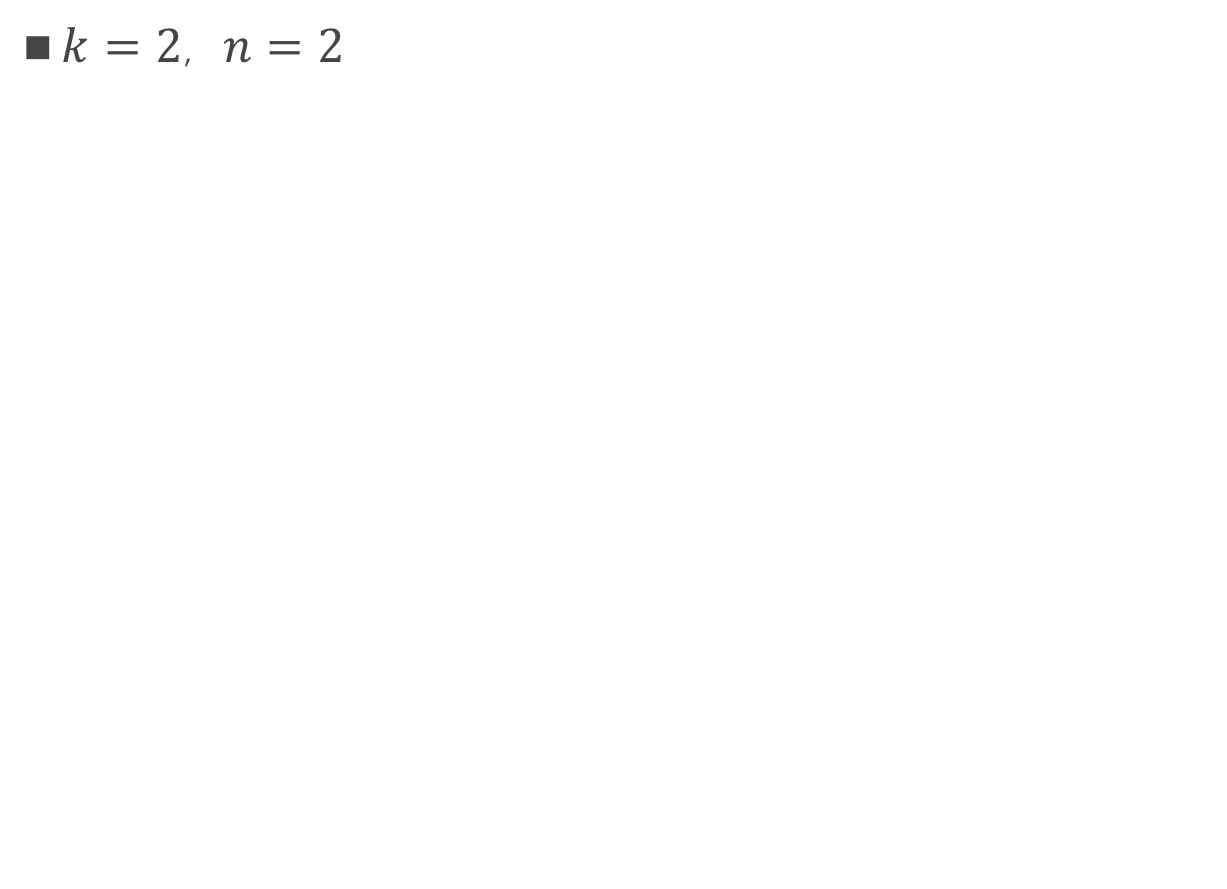 ■ k = 2, n = 2